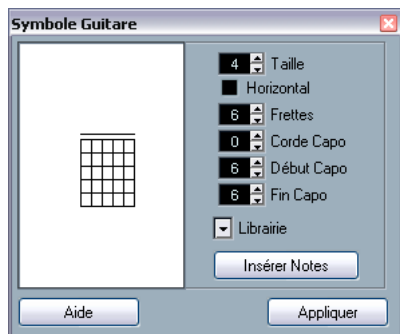 Symbole Guitare
4 Taille
Horizontal
6 Frettes
0 Corde Capo
6 Début Capo
6 Fin Capo
Librairie
Insérer Notes
Aide
Appliquer